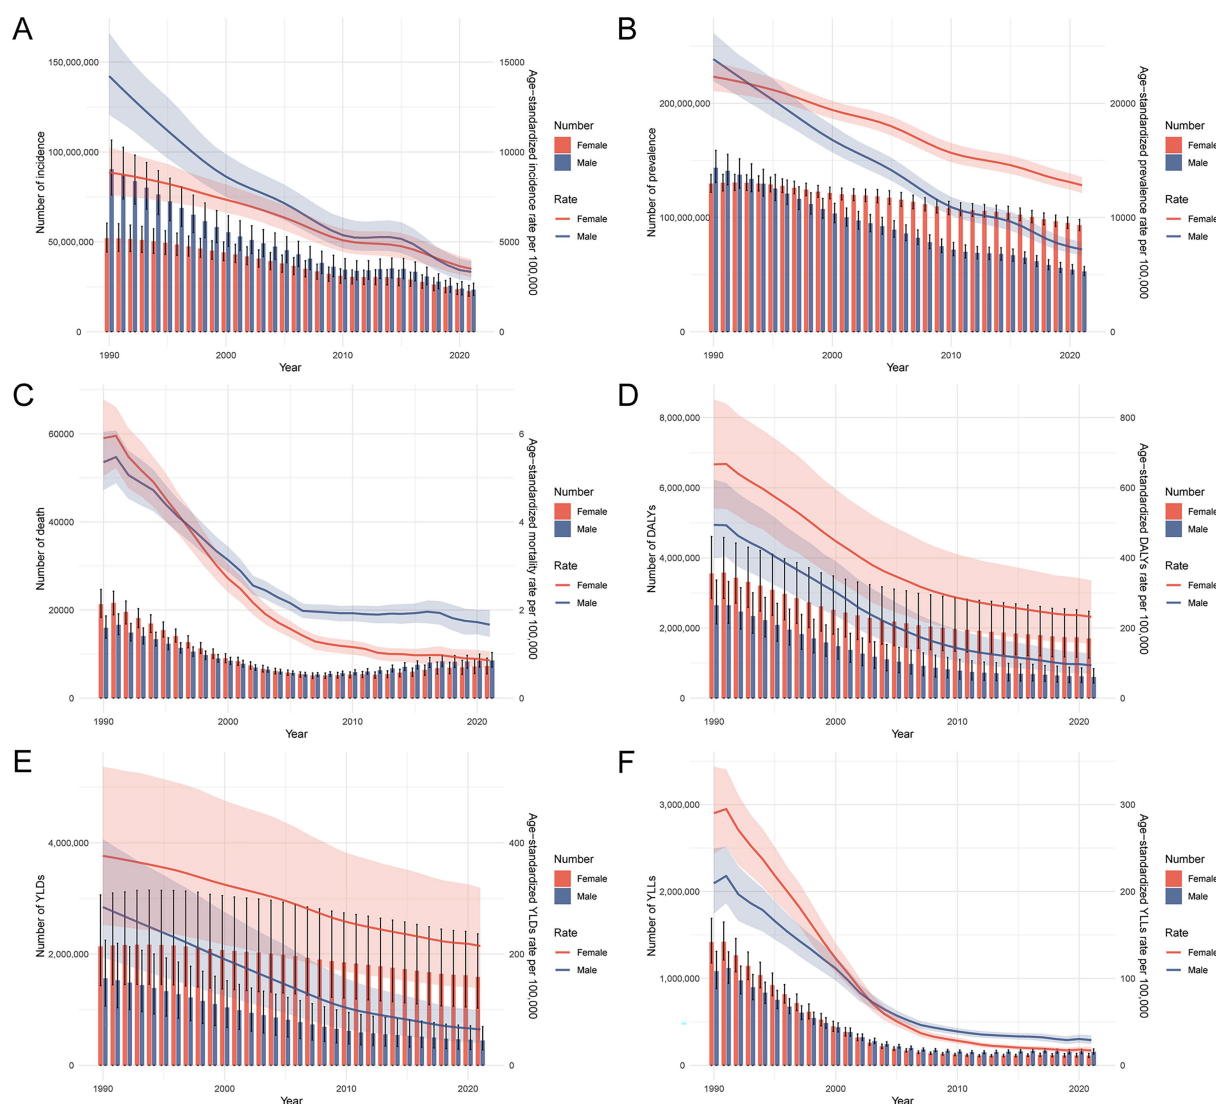 A
Number of incidence
150,000,000
100,000,000
50,000,000
0
15000
10000
5000
0
Age-standardized incidence rate per 100,000
1990
2000
2010
2020
Year
Number
Female
Male
Rate
Female
Male
B
Number of prevalence
200,000,000
100,000,000
0
20000
10000
0
Age-standardized prevalence rate per 100,000
1990
2000
2010
2020
Year
Number
Female
Male
Rate
Female
Male
C
Number of death
60000
40000
20000
0
6
4
2
0
Age-standardized mortality rate per 100,000
1990
2000
2010
2020
Year
Number
Female
Male
Rate
Female
Male
D
Number of DALYs
8,000,000
6,000,000
4,000,000
2,000,000
0
800
600
400
200
0
Age-standardized DALYs rate per 100,000
1990
2000
2010
2020
Year
Number
Female
Male
Rate
Female
Male
E
Number of YLDs
4,000,000
2,000,000
0
400
200
0
Age-standardized YLDs rate per 100,000
1990
2000
2010
2020
Year
Number
Female
Male
Rate
Female
Male
F
Number of YLLs
3,000,000
2,000,000
1,000,000
0
300
200
100
0
Age-standardized YLLs rate per 100,000
1990
2000
2010
2020
Year
Number
Female
Male
Rate
Female
Male